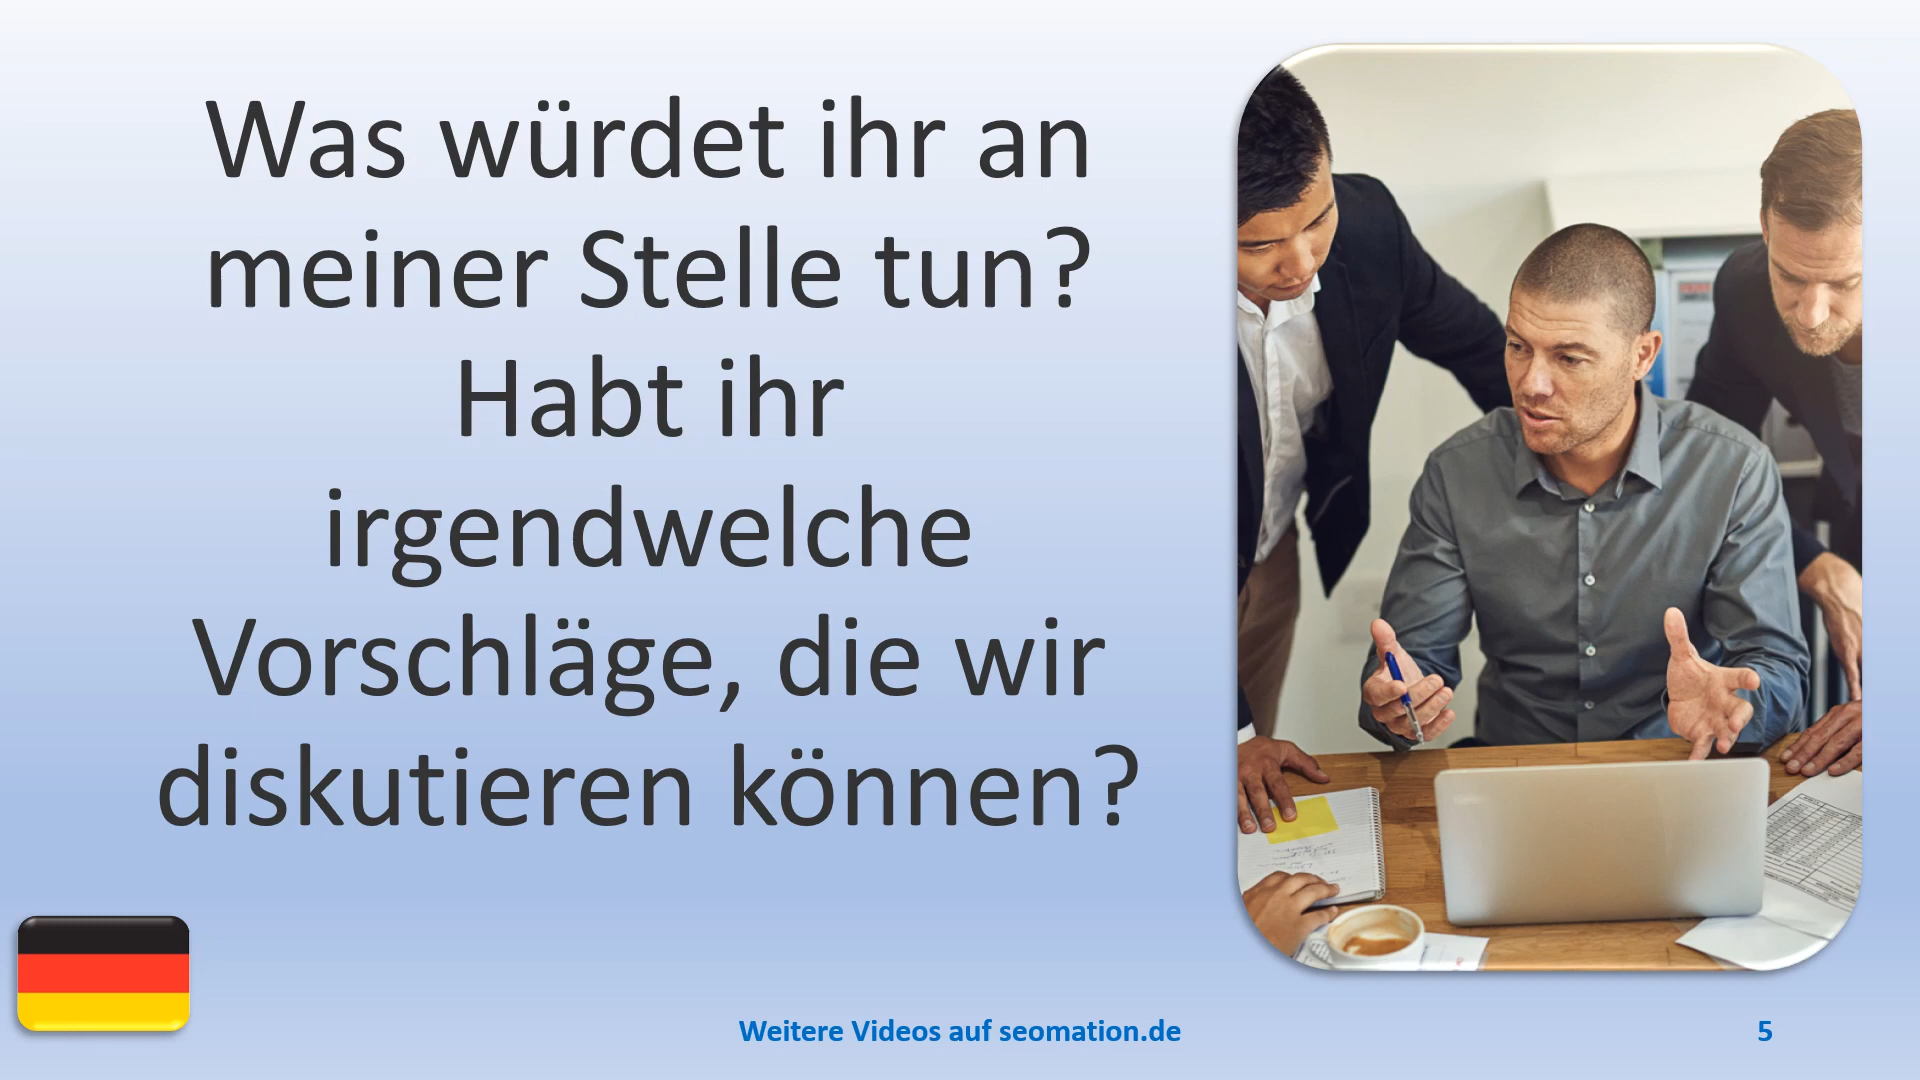 Was würdet ihr an
meiner Stelle tun?
Habt ihr
irgendwelche
Vorschläge, die wir
diskutieren können?
Weitere Videos auf seomation.de
5